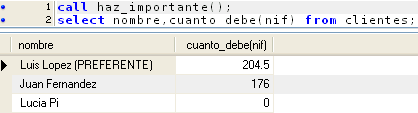 1 call haz_importante();
2 select nombre,cuanto_debe(nif) from clientes;
nombre cuanto_debe(nif)
Luis Lopez (PREFERENTE) 204.5
Juan Fernandez 176
Lucia Pi 0